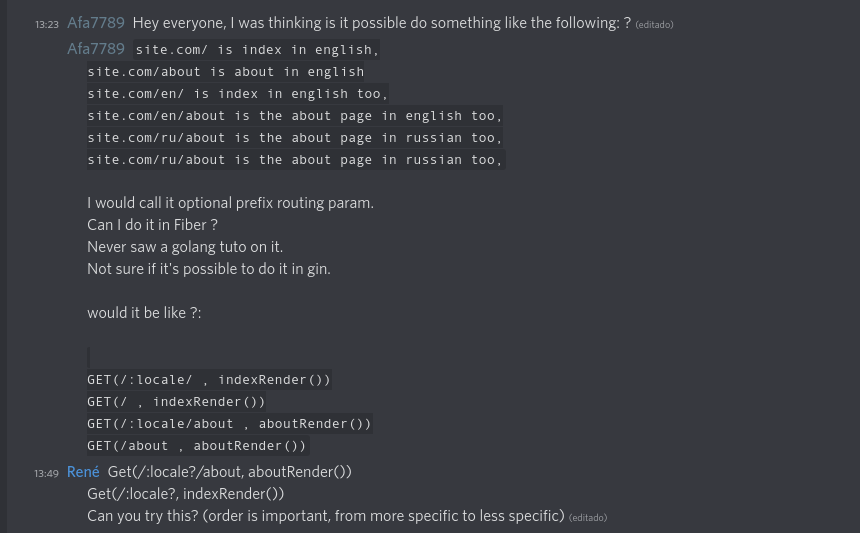 13:23 Afa7789 Hey everyone, I was thinking is it possible do something like the following: ? (editado)
Afa7789 site.com/ is index in english,
site.com/about is about in english
site.com/en/ is index in english too,
site.com/en/about is the about page in english too,
site.com/ru/about is the about page in russian too,
site.com/ru/about is the about page in russian too,
I would call it optional prefix routing param.
Can I do it in Fiber ?
Never saw a golang tuto on it.
Not sure if it's possible to do it in gin.
would it be like ?:
GET(/:locale/ , indexRender())
GET(/ , indexRender())
GET(/:locale/about , aboutRender())
GET(/about , aboutRender())
13:49 René Get(/:locale?/about, aboutRender())
Get(/:locale?, indexRender())
Can you try this? (order is important, from more specific to less specific) (editado)